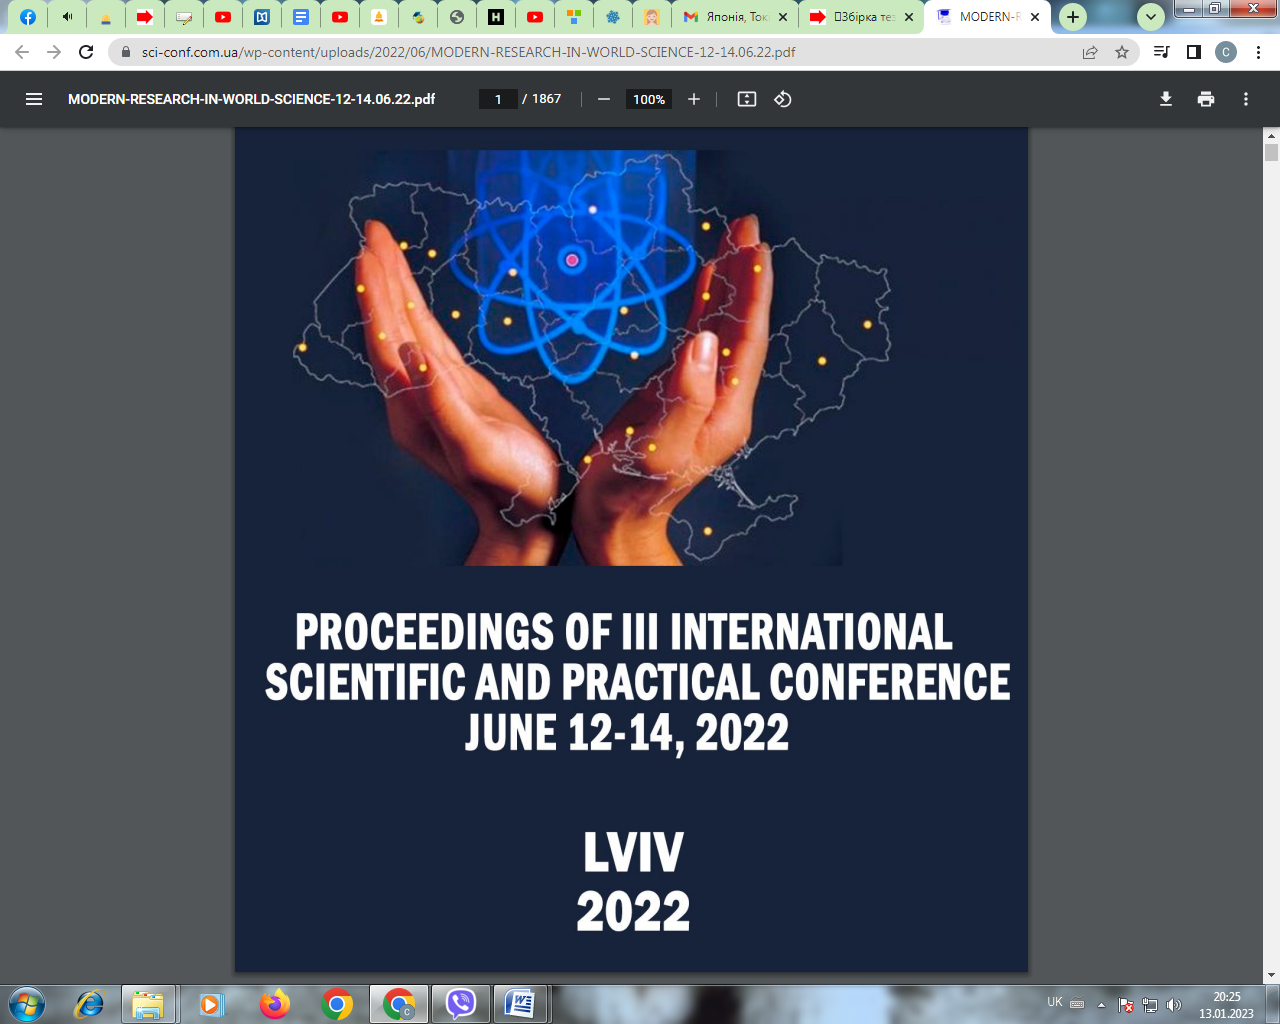 Японія, Ток
Збірка тез
MODERN-R
sci-conf.com.ua/wp-content/uploads/2022/06/MODERN-RESEARCH-IN-WORLD-SCIENCE-12-14.06.22.pdf
C
MODERN-RESEARCH-IN-WORLD-SCIENCE-12-14.06.22.pdf
1 / 1867
100%
PROCEEDINGS OF III INTERNATIONAL
SCIENTIFIC AND PRACTICAL CONFERENCE
JUNE 12-14, 2022
LVIV
2022
UK
20:25
13.01.2023